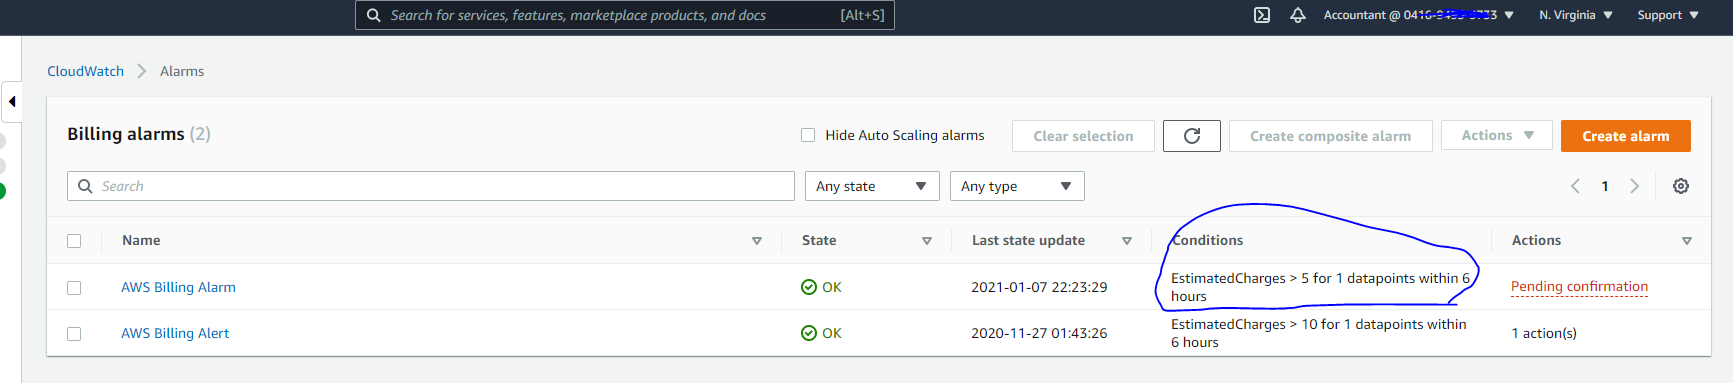 Search for services, features, marketplace products, and docs [Alt+S] Accountant @ N. Virginia Support
CloudWatch Alarms
Billing alarms (2) Hide Auto Scaling alarms Clear selection Create composite alarm Actions Create alarm
Search Any state Any type 1
Name State Last state update Conditions Actions
AWS Billing Alarm OK 2021-01-07 22:23:29 EstimatedCharges > 5 for 1 datapoints within 6
hours Pending confirmation
AWS Billing Alert OK 2020-11-27 01:43:26 EstimatedCharges > 10 for 1 datapoints within
6 hours 1 action(s)